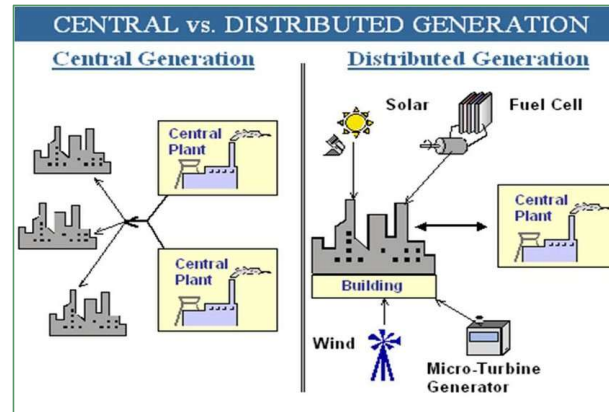 CENTRAL vs. DISTRIBUTED GENERATION
Central Generation
Central
Plant
Central
Plant
Distributed Generation
Solar
Fuel Cell
Central
Plant
Building
Wind
Micro-Turbine
Generator